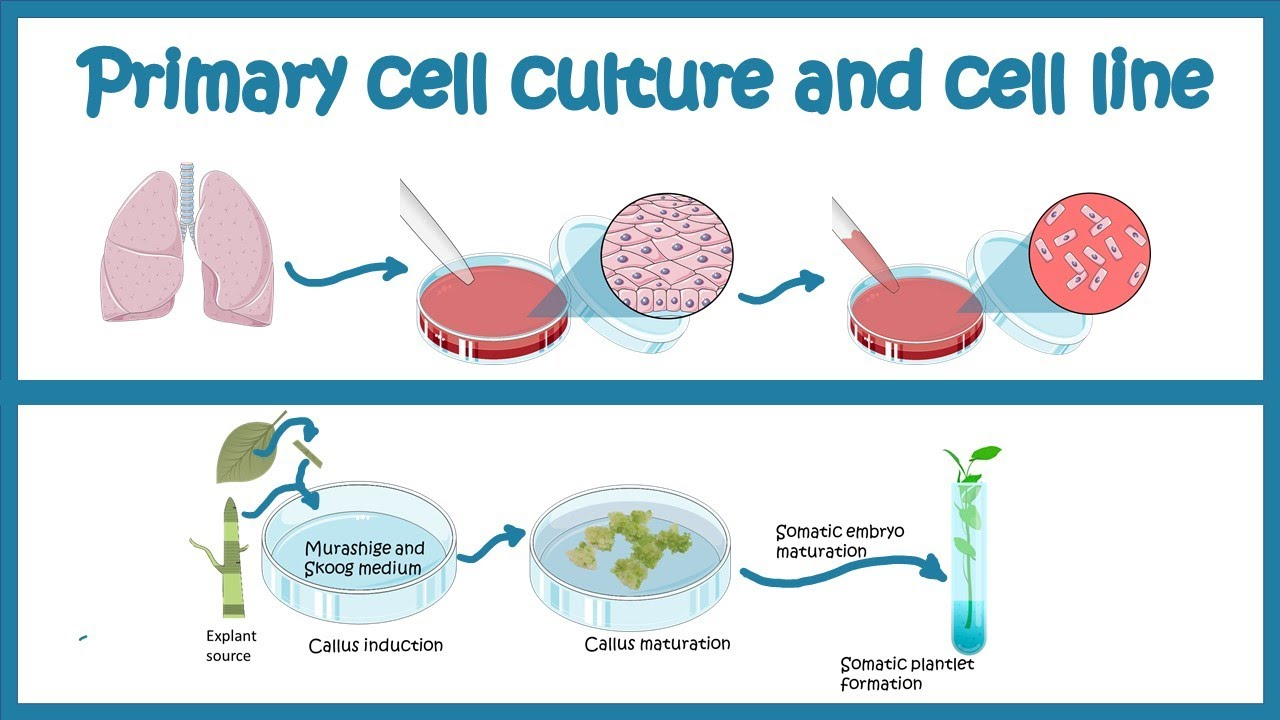 Primary cell culture and cell line
Murashige and
Skoog medium
Explant
source
Callus induction
Callus maturation
Somatic embryo
maturation
Somatic plantlet
formation